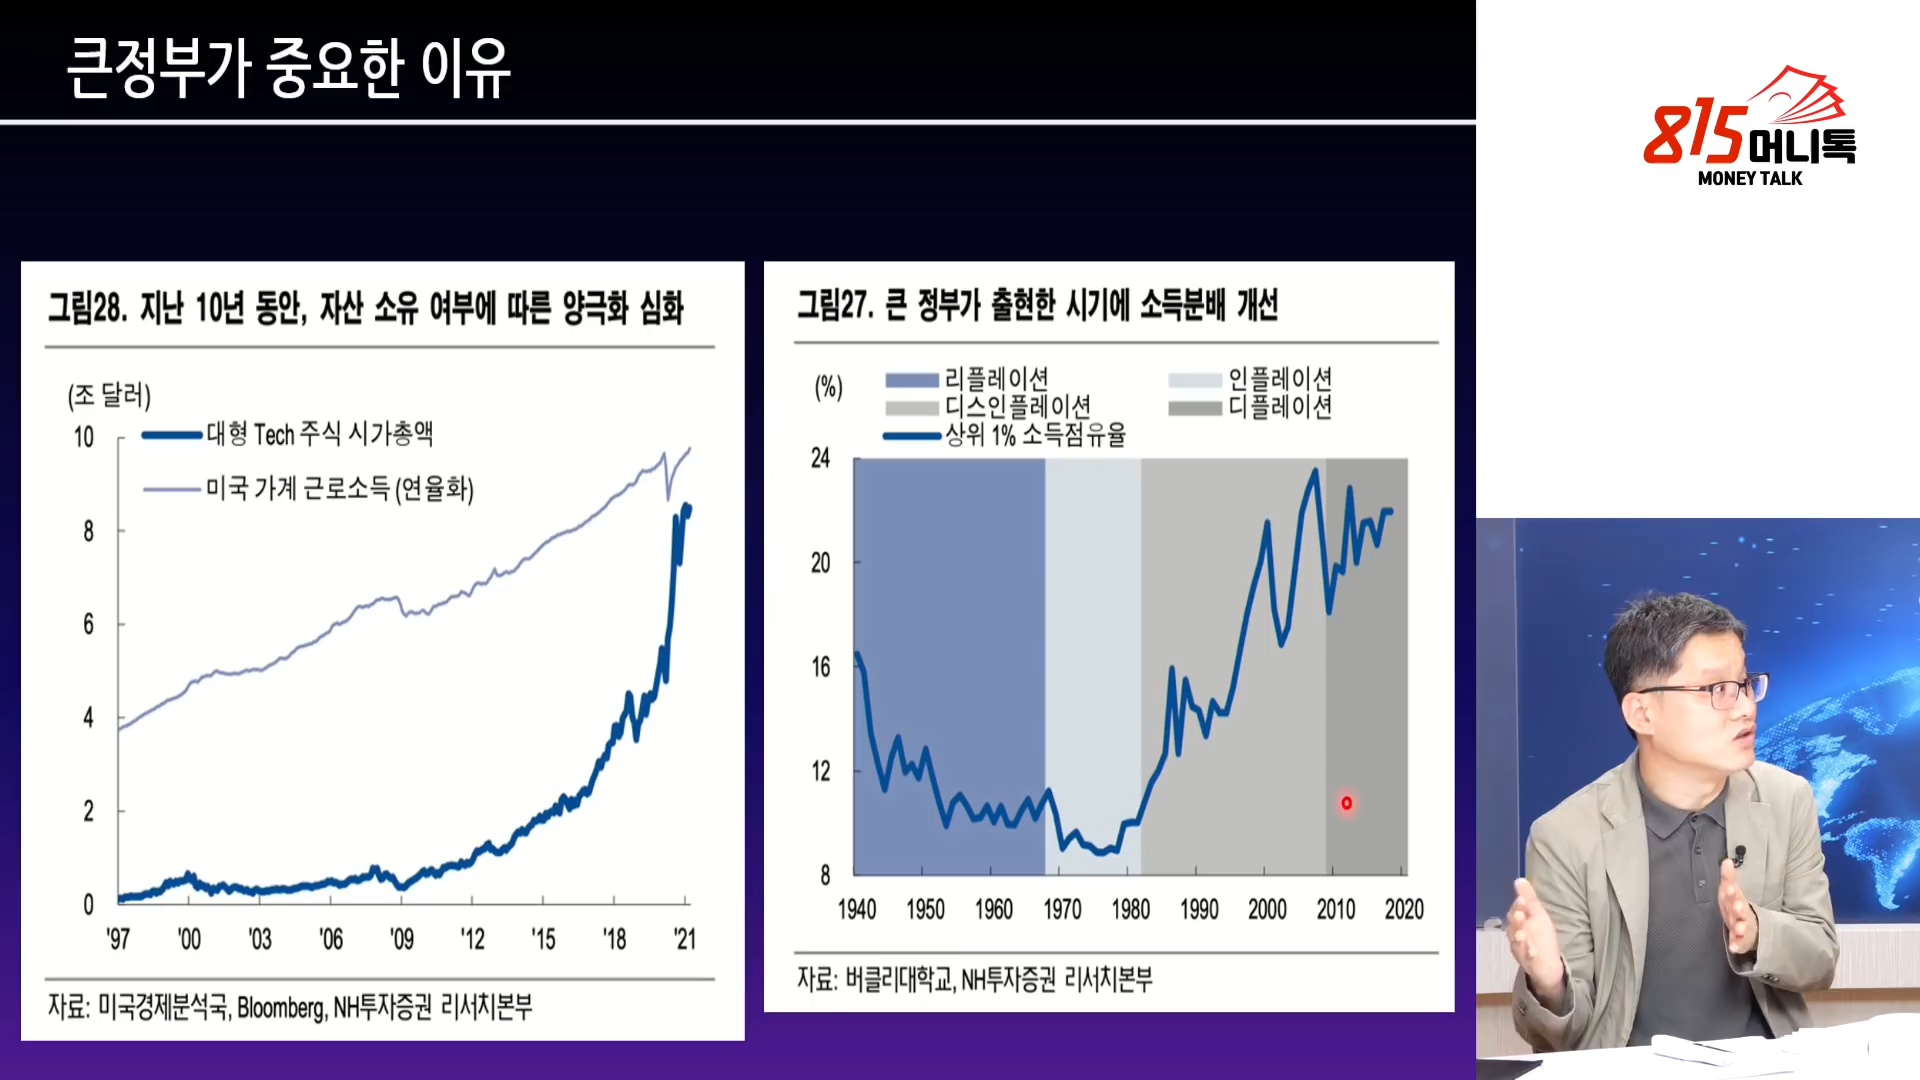 큰정부가 중요한 이유
815머니톡
MONEY TALK
그림28. 지난 10년 동안, 자산 소유 여부에 따른 양극화 심화
(조 달러)
대형 Tech 주식 시가총액
미국 가계 근로소득 (연율화)
10
8
6
4
2
0
'97 '00 '03 '06 '09 '12 '15 '18 '21
자료: 미국경제분석국, Bloomberg, NH투자증권 리서치본부
그림27. 큰 정부가 출현한 시기에 소득분배 개선
(%)
리플레이션 인플레이션
디스인플레이션 디플레이션
상위 1% 소득점유율
24
20
16
12
8
1940 1950 1960 1970 1980 1990 2000 2010 2020
자료: 버클리대학교, NH투자증권 리서치본부